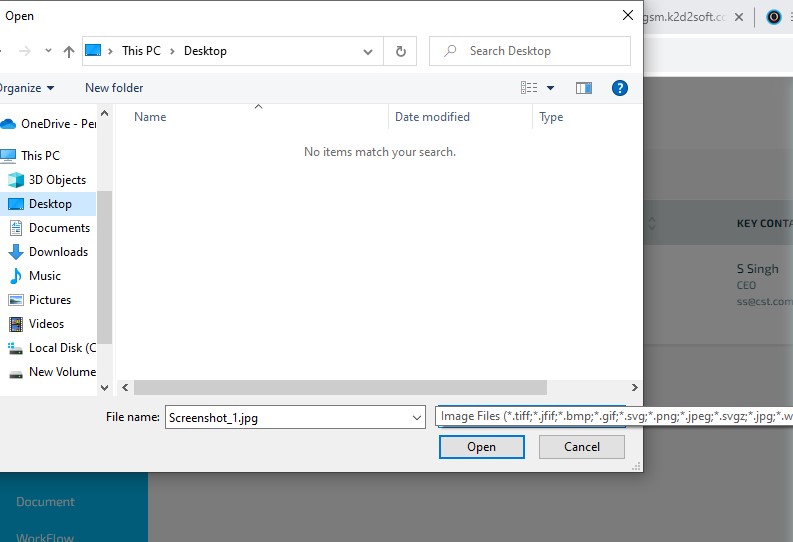 Open
gsm.k2d2soft.cc
This PC
Desktop
Search Desktop
Organize
New folder
Name
Date modified
Type
OneDrive - Per
No items match your search.
This PC
3D Objects
Desktop
Documents
Downloads
Music
Pictures
Videos
Local Disk (C
New Volume
KEY CONTA
S Singh
CEO
ss@cst.com
File name:
Screenshot_1.jpg
Image Files (*.tiff;*.jfif;*.bmp;*.gif;*.svg;*.png;*.jpeg;*.svgz;*.jpg;*.w
Open
Cancel
Document
WorkFlow